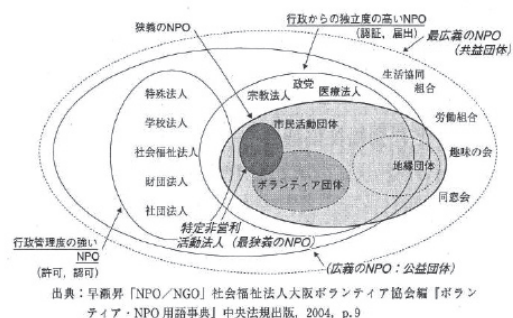 行政からの独立度の高いNPO
(認証、届出)
狭義のNPO
最広義のNPO
(共益団体)
政党
宗教法人
医療法人
生活協同
組合
特殊法人
学校法人
社会福祉法人
財団法人
社団法人
市民活動団体
ボランティア団体
地縁団体
労働組合
趣味の会
同窓会
特定非営利
活動法人(最狭義のNPO)
行政管理度の強い
NPO
(許可、認可)
(広義のNPO:公益団体)
出典:早瀬昇「NPO/NGO」社会福祉法人大阪ボランティア協会編『ボラン
ティア・NPO用語事典』中央法規出版, 2004, p.9